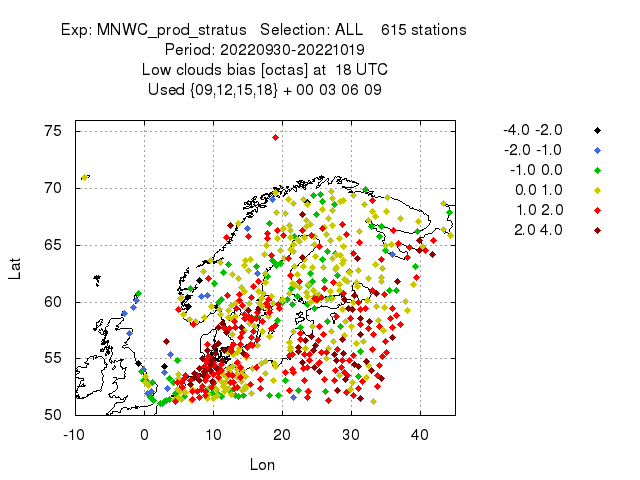 Exp: MNWC_prod_stratus   Selection: ALL    615 stations
Period: 20220930-20221019
Low clouds bias [octas] at  18 UTC
Used {09,12,15,18} + 00 03 06 09
-4.0 -2.0
-2.0 -1.0
-1.0 0.0
0.0 1.0
1.0 2.0
2.0 4.0
75
70
65
60
55
50
Lat
-10 0 10 20 30 40
Lon